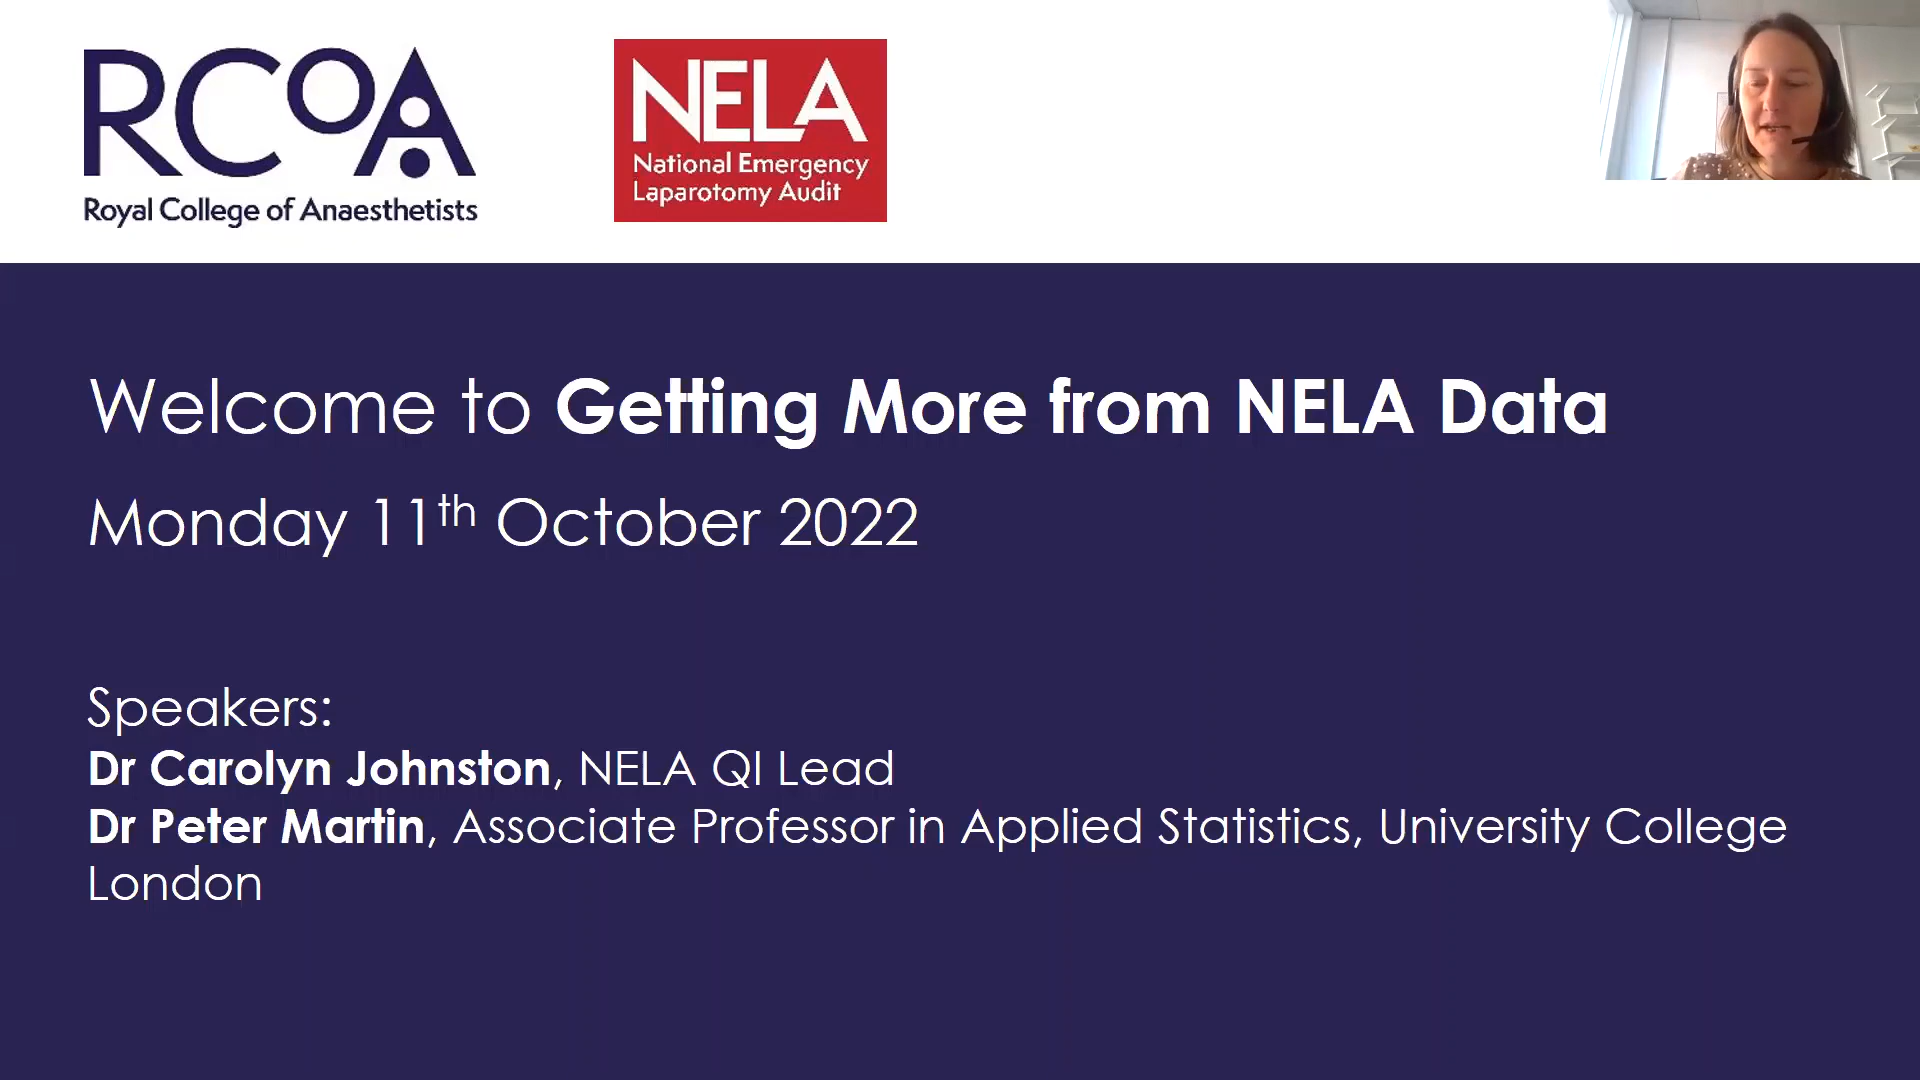 RCOA
Royal College of Anaesthetists
NELA
National Emergency
Laparotomy Audit
Welcome to Getting More from NELA Data
Monday 11th October 2022
Speakers:
Dr Carolyn Johnston, NELA QI Lead
Dr Peter Martin, Associate Professor in Applied Statistics, University College
London